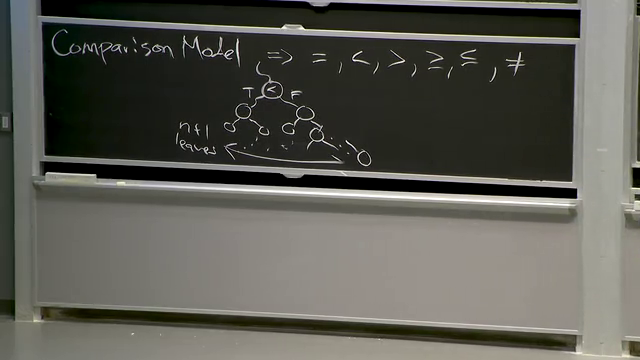 Comparison Model ⇒ =, <, >, ≥, ≤, ≠
T < F
n+1
leaves